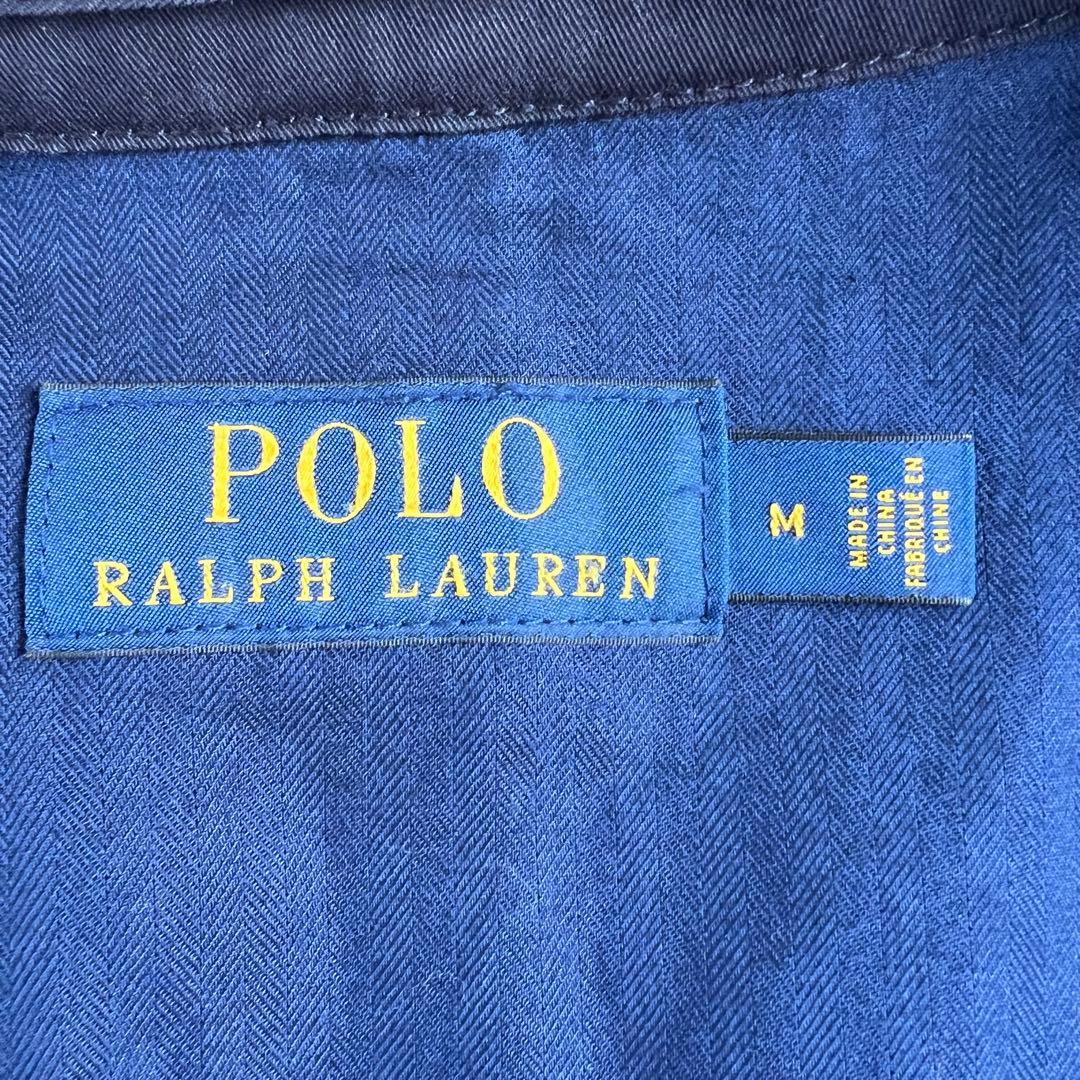 POLO
RALPH LAUREN
M
MADE IN
CHINA
FABRIQUÉ EN
CHINE